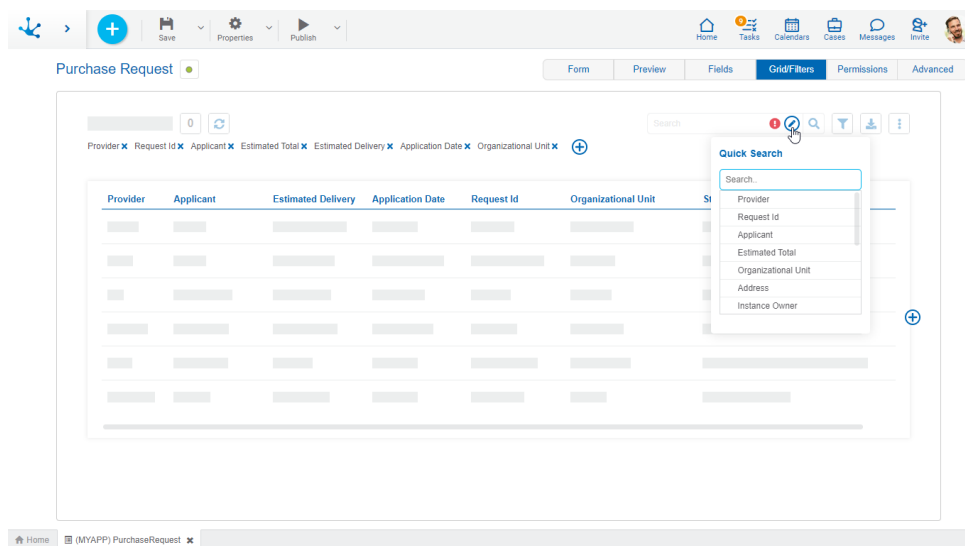 Save
Properties
Publish
Home
9
Tasks
Calendars
Cases
Messages
Invite
Purchase Request
Form
Preview
Fields
Grid/Filters
Permissions
Advanced
0
Search
Provider Request Id Applicant Estimated Total Estimated Delivery Application Date Organizational Unit
Quick Search
Search..
Provider
Request Id
Applicant
Estimated Total
Organizational Unit
Address
Instance Owner
Provider Applicant Estimated Delivery Application Date Request Id Organizational Unit St
Home
(MYAPP) PurchaseRequest